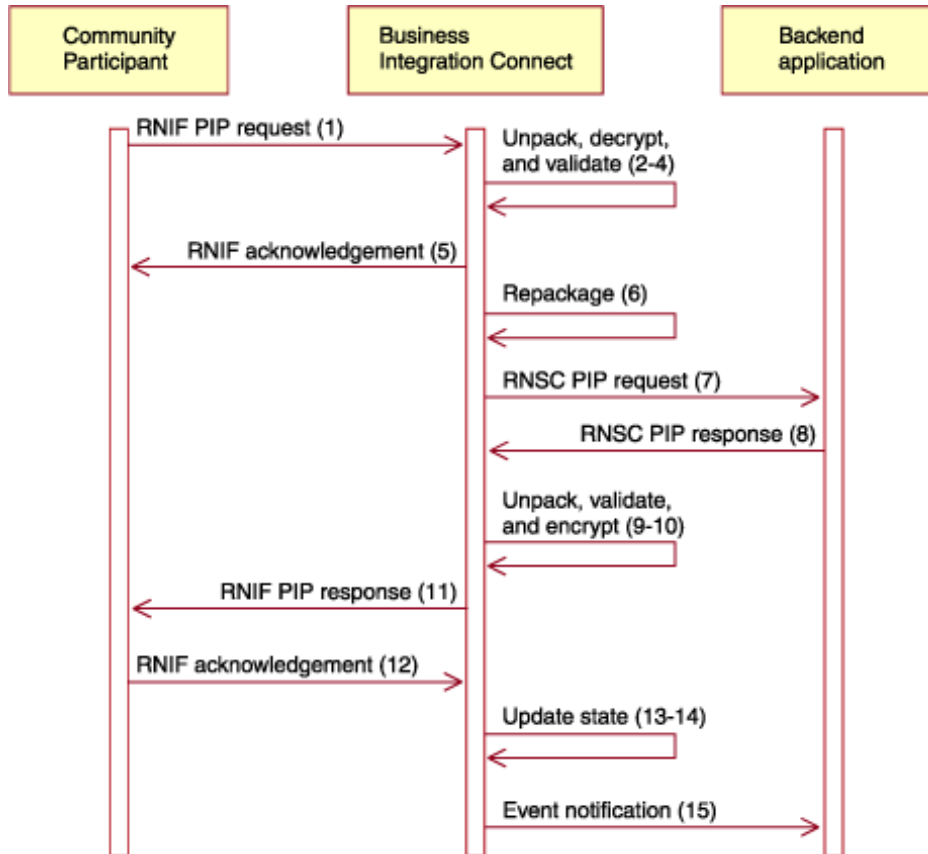 Community
Participant
Business
Integration Connect
Backend
application
RNIF PIP request (1)
Unpack, decrypt,
and validate (2-4)
RNIF acknowledgement (5)
Repackage (6)
RNSC PIP request (7)
RNSC PIP response (8)
Unpack, validate,
and encrypt (9-10)
RNIF PIP response (11)
RNIF acknowledgement (12)
Update state (13-14)
Event notification (15)